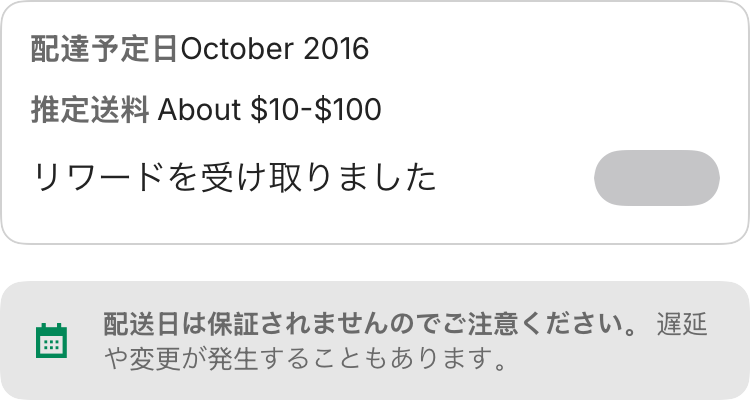 配達予定日October 2016
推定送料 About $10-$100
リワードを受け取りました
配送日は保証されませんのでご注意ください。 遅延
や変更が発生することもあります。